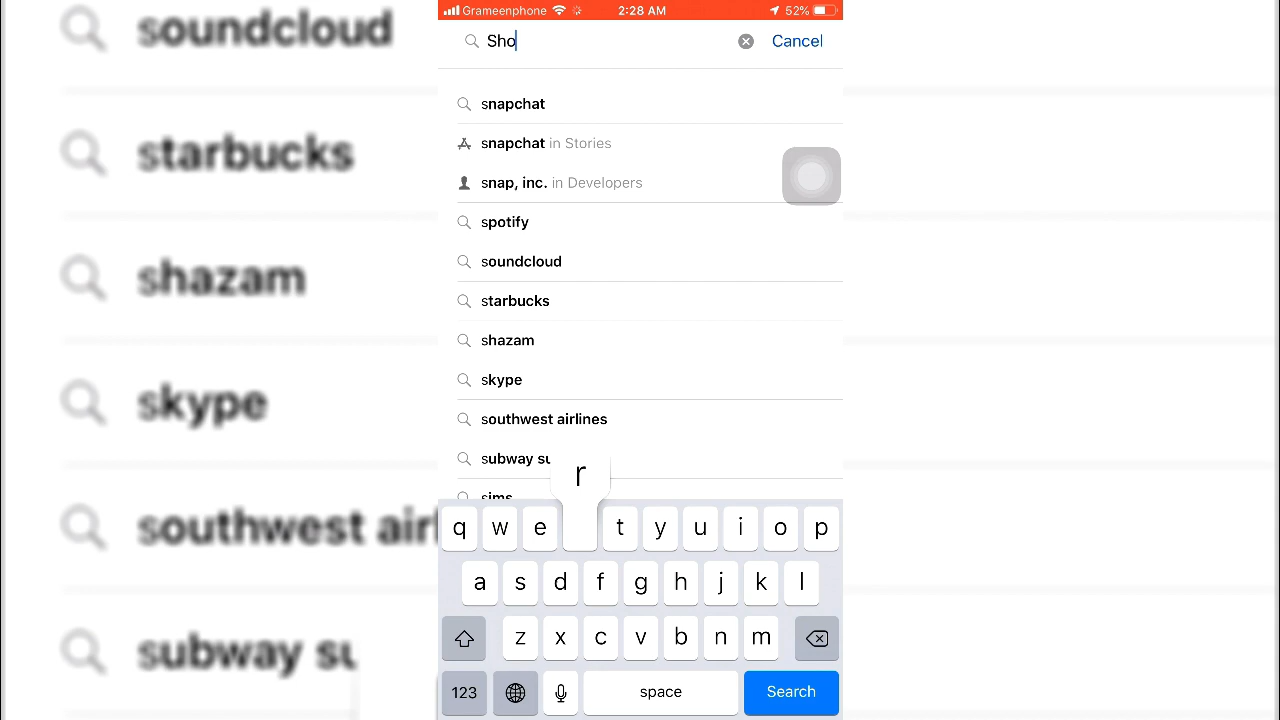 Grameenphone 2:28 AM 52%
Sho Cancel
snapchat
snapchat in Stories
snap, inc. in Developers
spotify
soundcloud
starbucks
shazam
skype
southwest airlines
subway su
sims
r
q w e t y u i o p
a s d f g h j k l
z x c v b n m
123 space Search
soundcloud
starbucks
shazam
skype
southwest airl
subway su